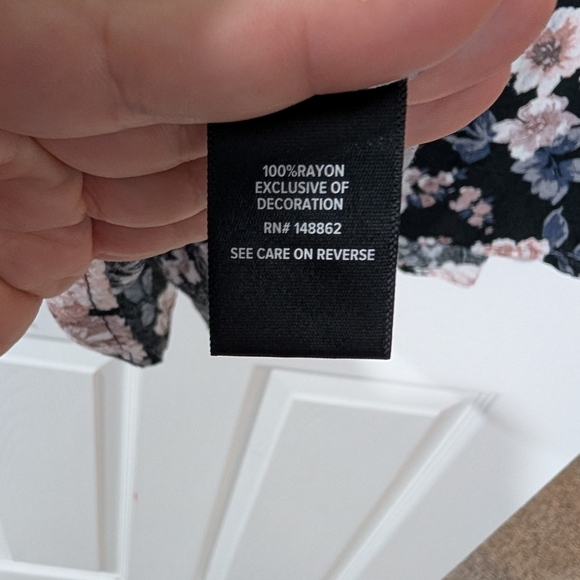 100%RAYON
EXCLUSIVE OF
DECORATION
RN# 148862
SEE CARE ON REVERSE